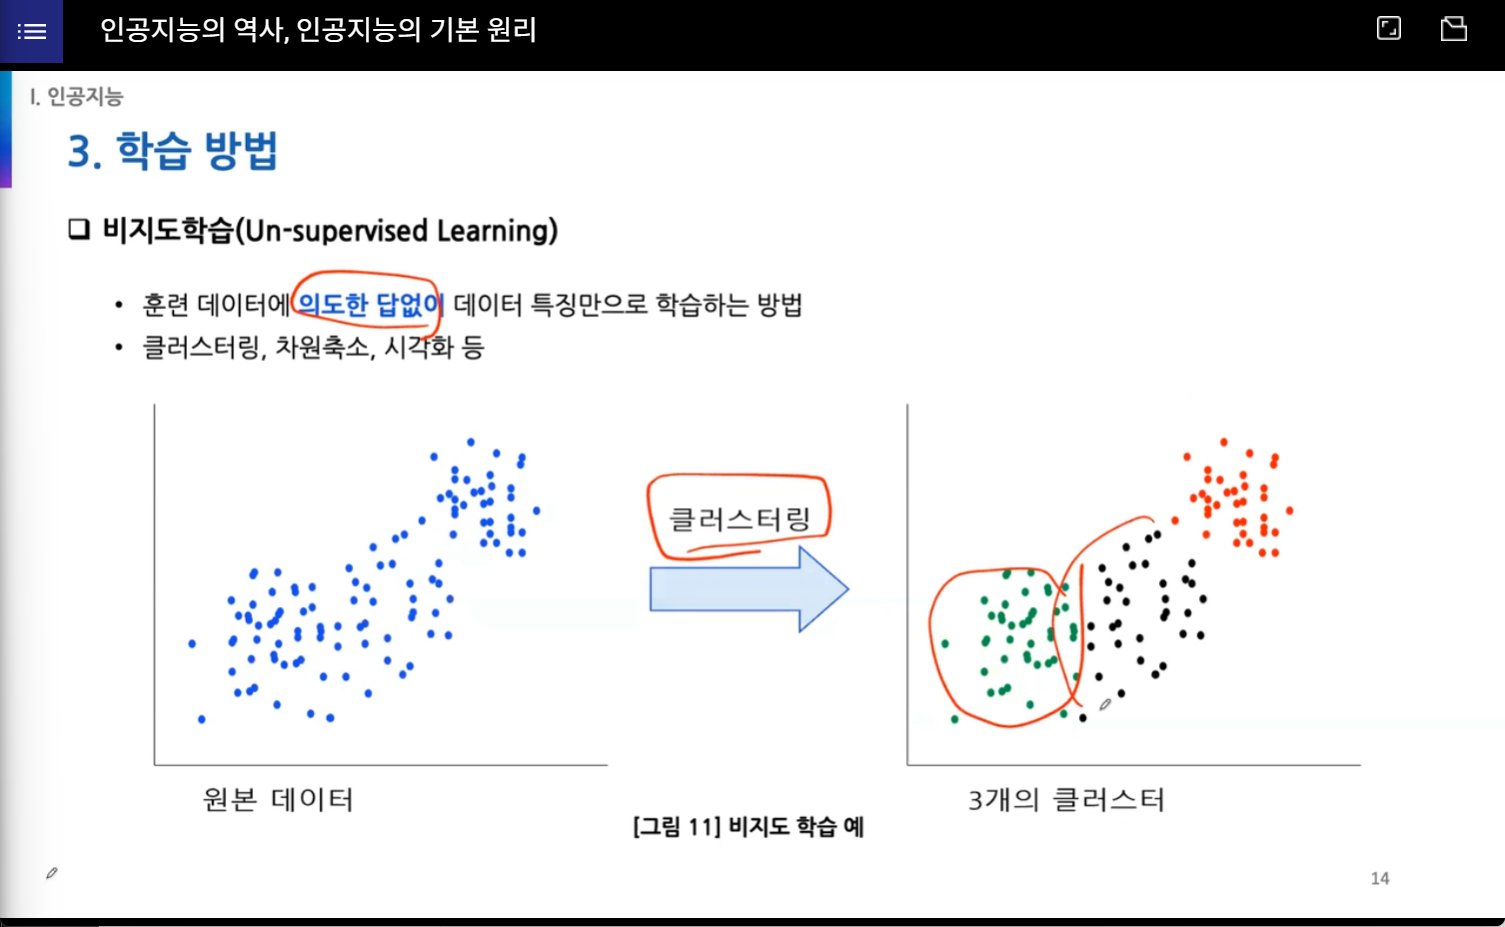 인공지능의 역사, 인공지능의 기본 원리
I. 인공지능
3. 학습 방법
❑ 비지도학습(Un-supervised Learning)
• 훈련 데이터에 의도한 답없이 데이터 특징만으로 학습하는 방법
• 클러스터링, 차원축소, 시각화 등
클러스터링
원본 데이터
3개의 클러스터
[그림 11] 비지도 학습 예
14